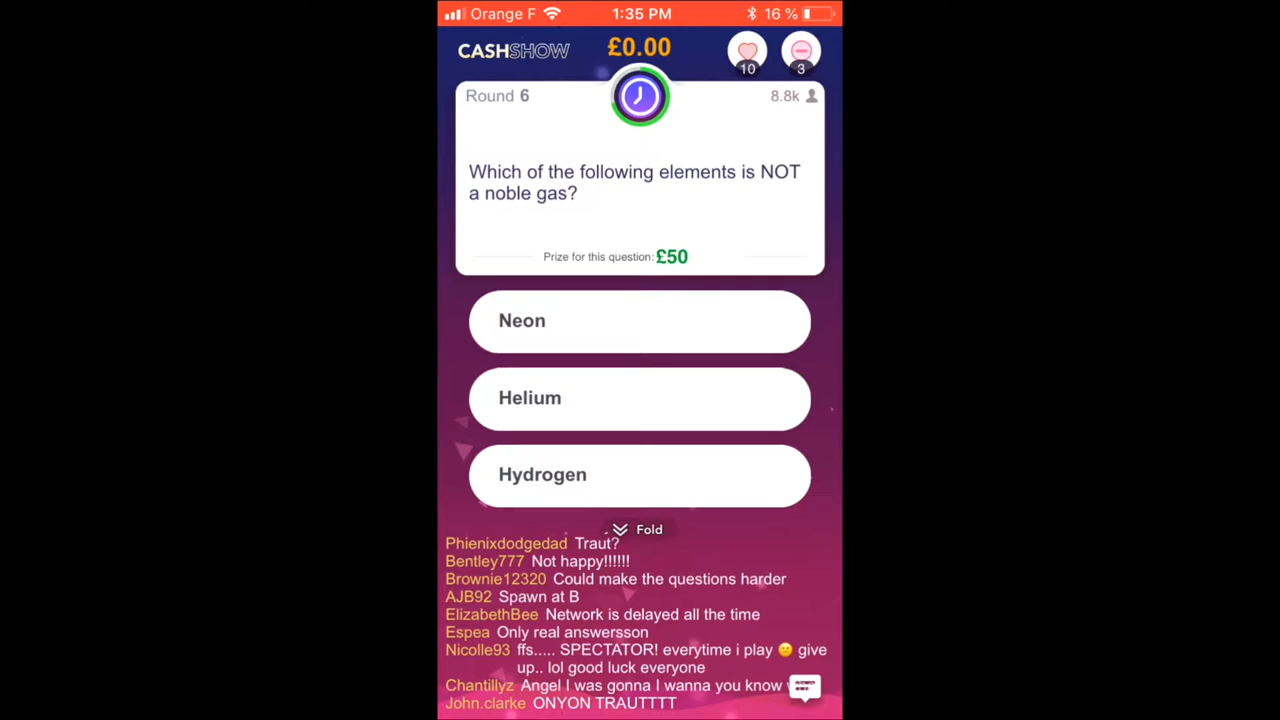 Orange F 1:35 PM 16 %
CASHSHOW £0.00
10 3
Round 6 8.8k
Which of the following elements is NOT
a noble gas?
Prize for this question: £50
Neon
Helium
Hydrogen
Fold
Phienixdodgedad Traut?
Bentley777 Not happy!!!!!!
Brownie12320 Could make the questions harder
AJB92 Spawn at B
ElizabethBee Network is delayed all the time
Espea Only real answersson
Nicolle93 ffs..... SPECTATOR! everytime i play 😕 give
up.. lol good luck everyone
Chantillyz Angel I was gonna I wanna you know
John.clarke ONYON TRAUTTTT